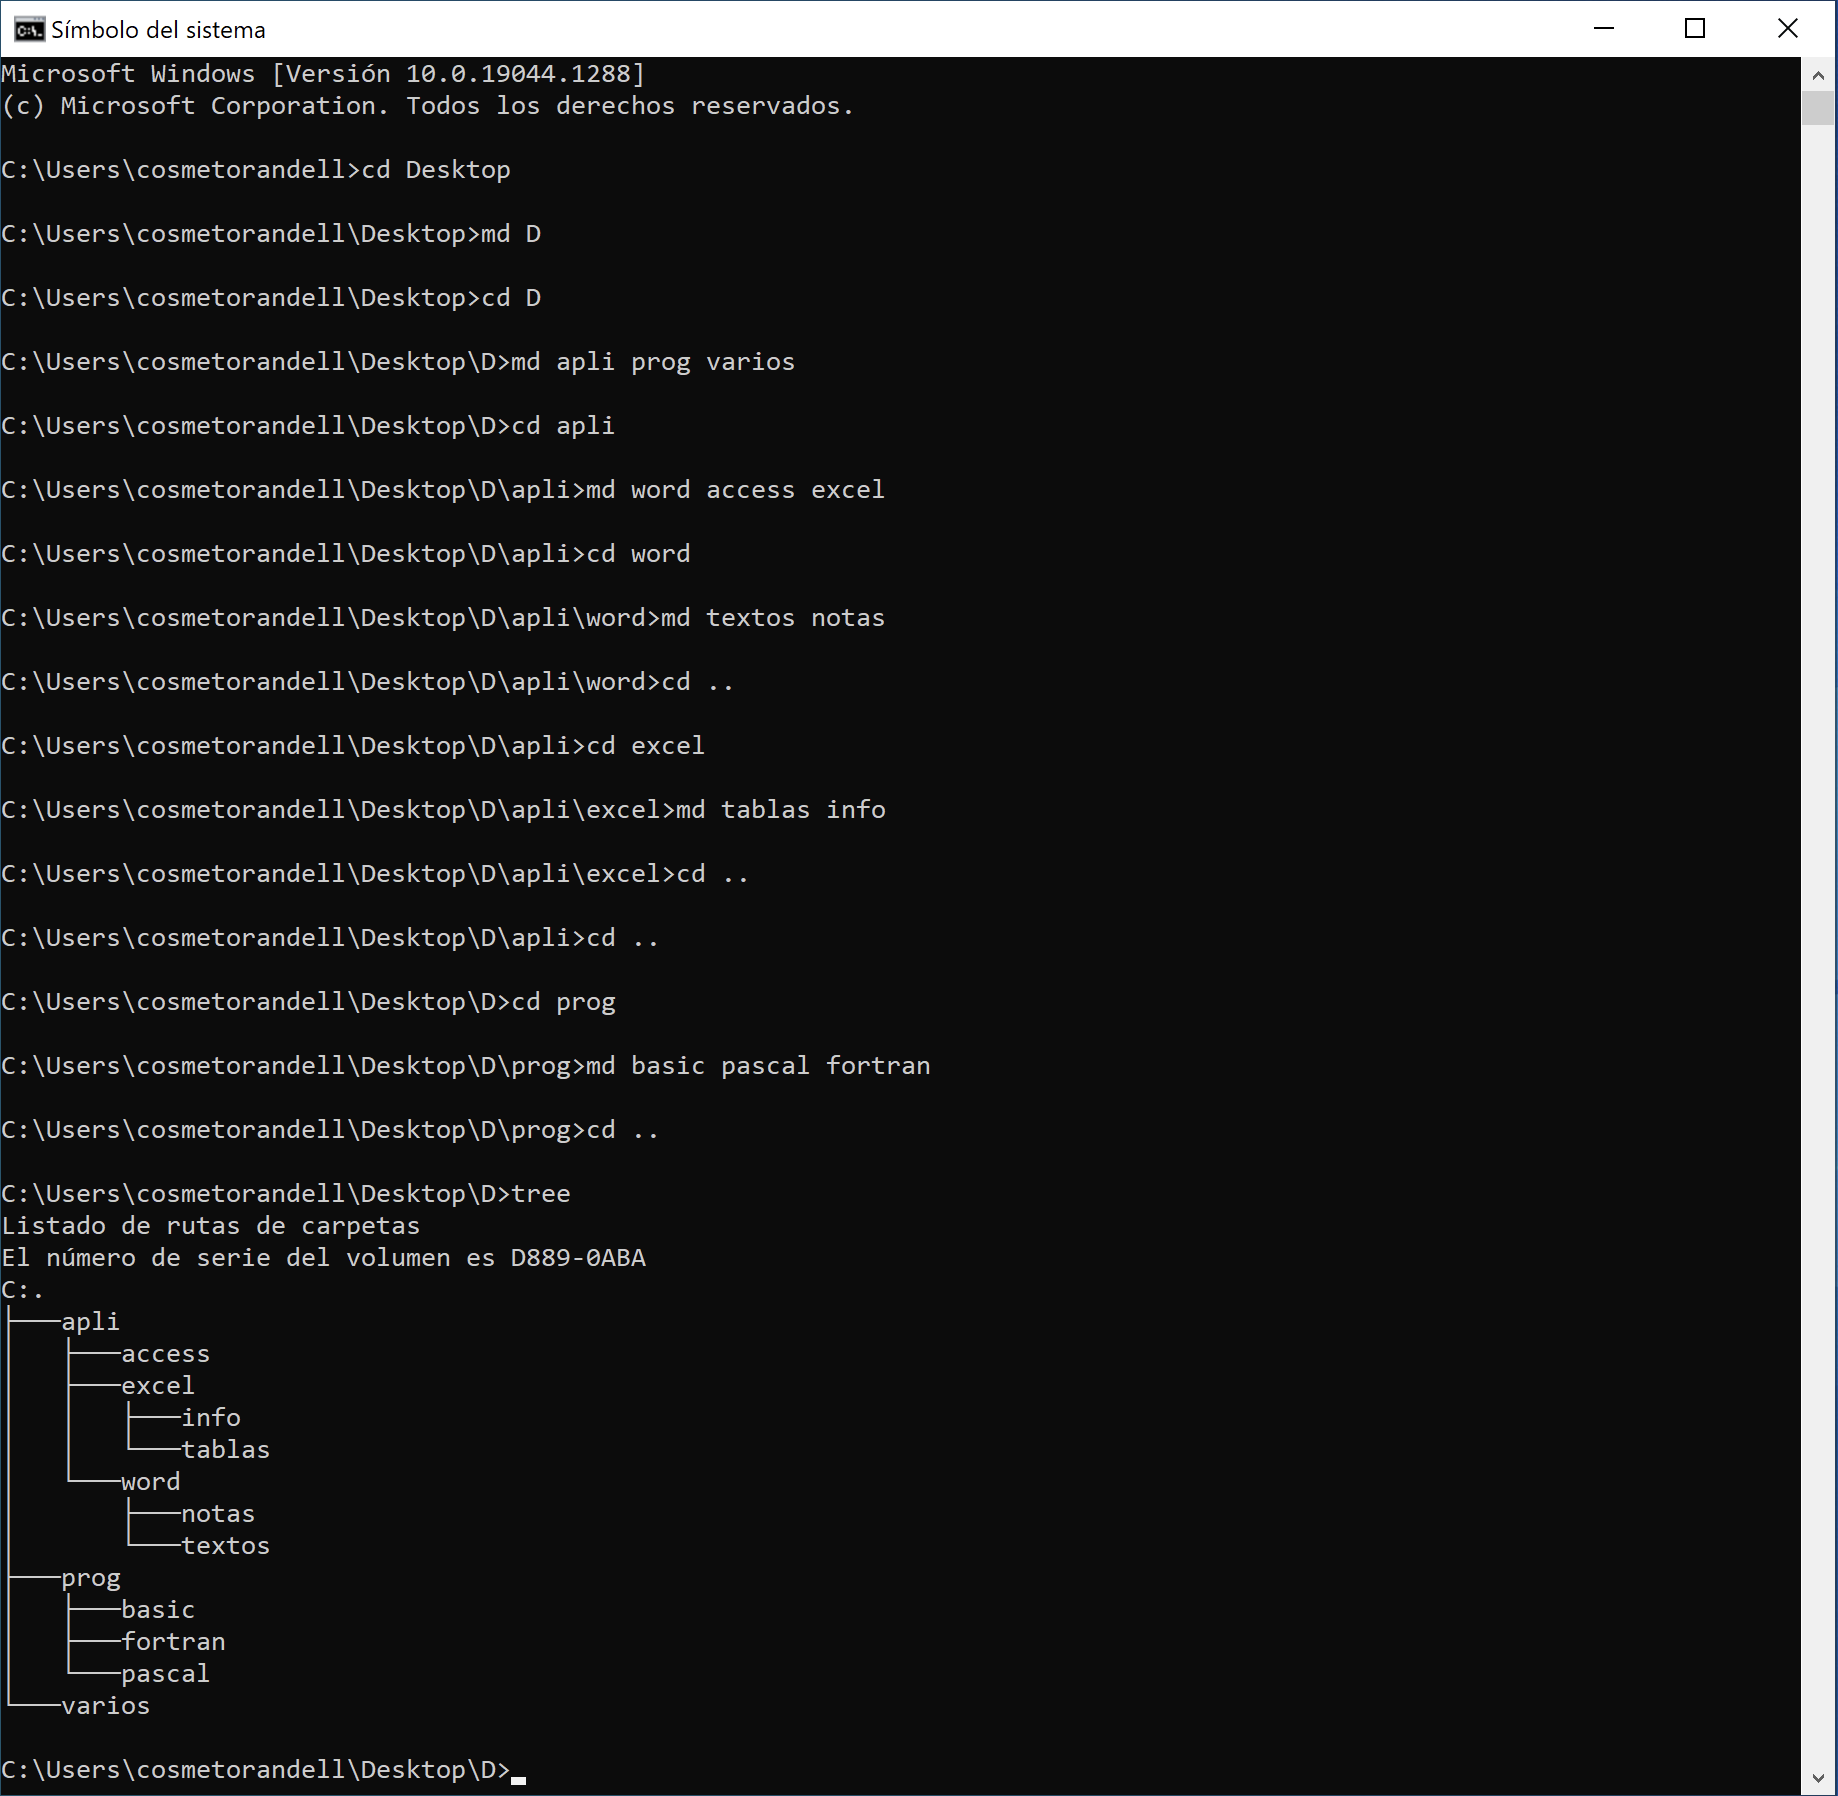 Símbolo del sistema
Microsoft Windows [Versión 10.0.19044.1288]
(c) Microsoft Corporation. Todos los derechos reservados.
C:\Users\cosmetorandell>cd Desktop
C:\Users\cosmetorandell\Desktop>md D
C:\Users\cosmetorandell\Desktop>cd D
C:\Users\cosmetorandell\Desktop\D>md apli prog varios
C:\Users\cosmetorandell\Desktop\D>cd apli
C:\Users\cosmetorandell\Desktop\D\apli>md word access excel
C:\Users\cosmetorandell\Desktop\D\apli>cd word
C:\Users\cosmetorandell\Desktop\D\apli\word>md textos notas
C:\Users\cosmetorandell\Desktop\D\apli\word>cd ..
C:\Users\cosmetorandell\Desktop\D\apli>cd excel
C:\Users\cosmetorandell\Desktop\D\apli\excel>md tablas info
C:\Users\cosmetorandell\Desktop\D\apli\excel>cd ..
C:\Users\cosmetorandell\Desktop\D\apli>cd ..
C:\Users\cosmetorandell\Desktop\D>cd prog
C:\Users\cosmetorandell\Desktop\D\prog>md basic pascal fortran
C:\Users\cosmetorandell\Desktop\D\prog>cd ..
C:\Users\cosmetorandell\Desktop\D>tree
Listado de rutas de carpetas
El número de serie del volumen es D889-0ABA
C:.
├───apli
│   ├───access
│   ├───excel
│   │   ├───info
│   │   └───tablas
│   └───word
│       ├───notas
│       └───textos
├───prog
│   ├───basic
│   ├───fortran
│   └───pascal
└───varios
C:\Users\cosmetorandell\Desktop\D>